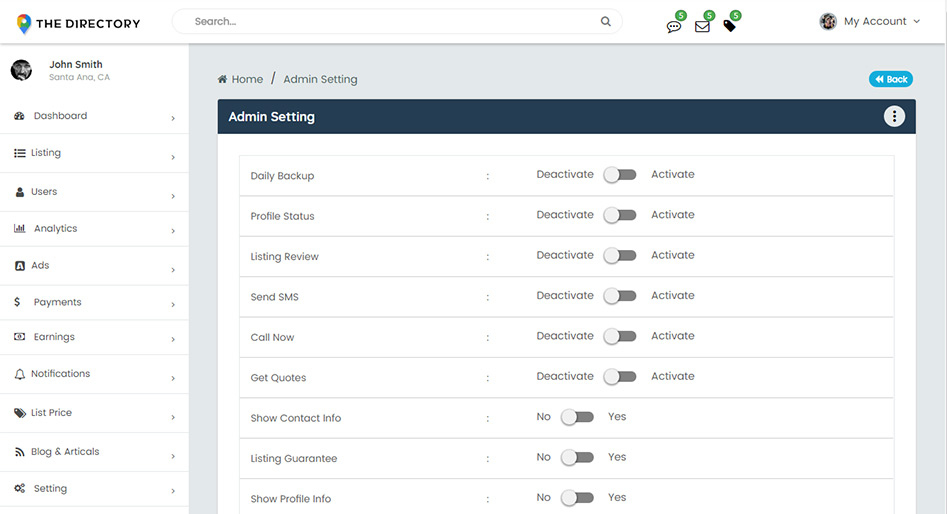 THE DIRECTORY
Search...
5
5
5
My Account
John Smith
Santa Ana, CA
Dashboard
Listing
Users
Analytics
Ads
Payments
Earnings
Notifications
List Price
Blog & Articals
Setting
Home / Admin Setting
Back
Admin Setting
Daily Backup : Deactivate Activate
Profile Status : Deactivate Activate
Listing Review : Deactivate Activate
Send SMS : Deactivate Activate
Call Now : Deactivate Activate
Get Quotes : Deactivate Activate
Show Contact Info : No Yes
Listing Guarantee : No Yes
Show Profile Info : No Yes